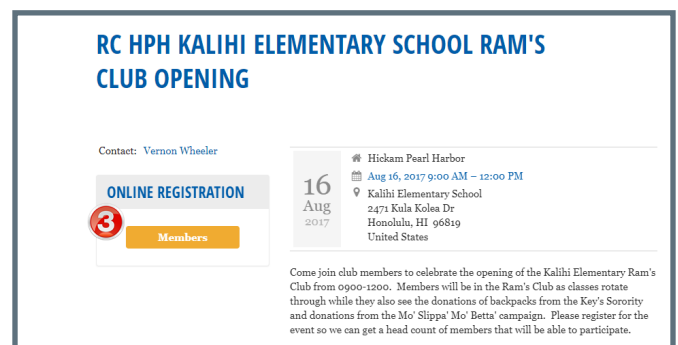 RC HPH KALIHI ELEMENTARY SCHOOL RAM'S
CLUB OPENING
Contact: Vernon Wheeler
ONLINE REGISTRATION
3
Members
16
Aug
2017
Hickam Pearl Harbor
Aug 16, 2017 9:00 AM – 12:00 PM
Kalihi Elementary School
2471 Kula Kolea Dr
Honolulu, HI 96819
United States
Come join club members to celebrate the opening of the Kalihi Elementary Ram's
Club from 0900-1200. Members will be in the Ram's Club as classes rotate
through while they also see the donations of backpacks from the Key's Sorority
and donations from the Mo' Slippa' Mo' Betta' campaign. Please register for the
event so we can get a head count of members that will be able to participate.